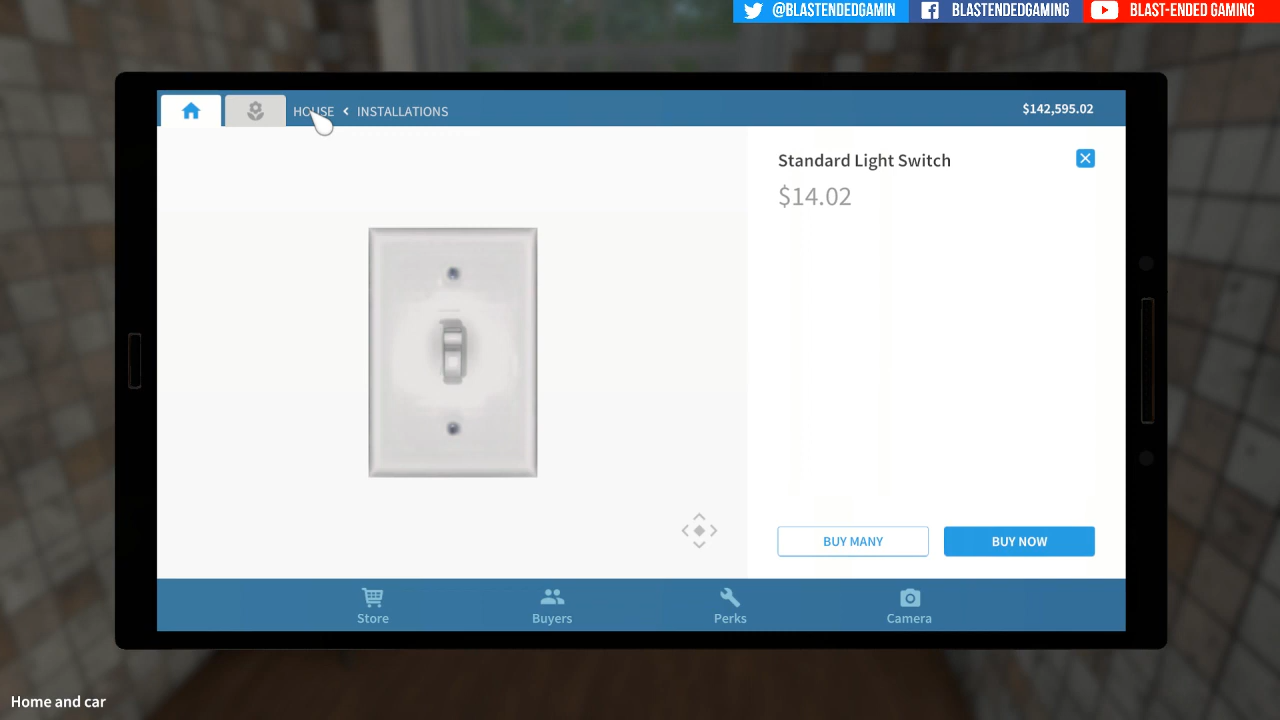 @BLASTENDEDGAMIN BLASTENDEDGAMING BLAST-ENDED GAMING
HOUSE INSTALLATIONS $142,595.02
Standard Light Switch
$14.02
BUY MANY BUY NOW
Store Buyers Perks Camera
Home and car